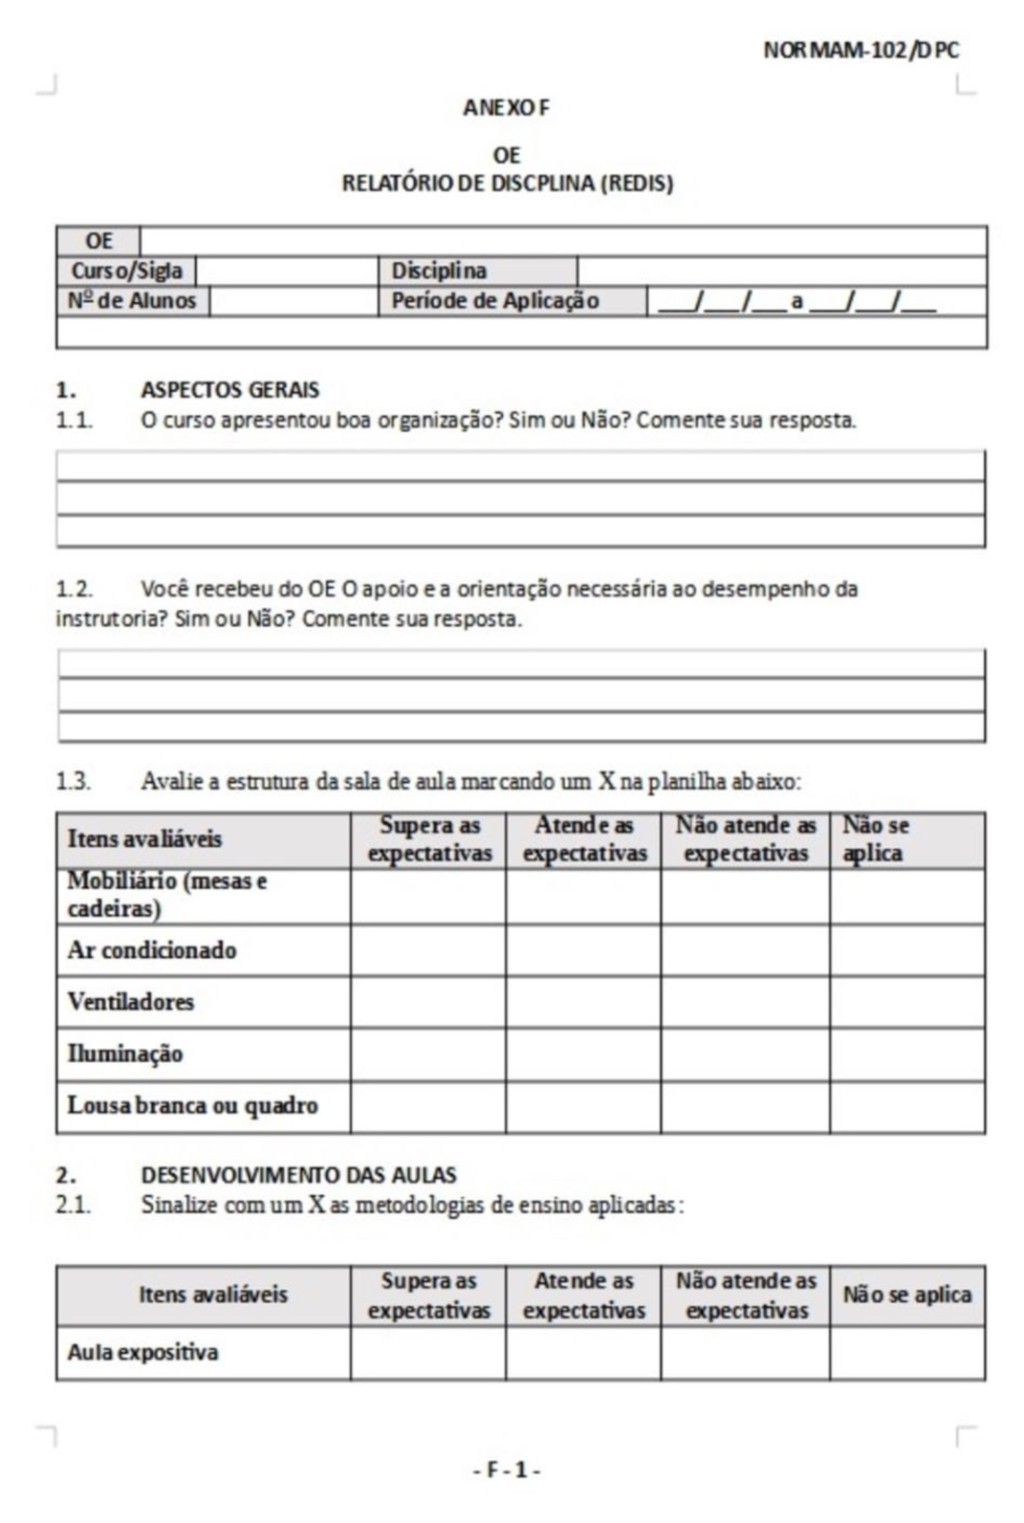 NORMAM-102/DPC
ANEXO F
OE
RELATÓRIO DE DISCPLINA (REDIS)
OE
Curso/Sigla Disciplina
Nº de Alunos Període de Aplicação ___/___/___ a ___/___/___
1. ASPECTOS GERAIS
1.1. O curso apresentou boa organização? Sim ou Não? Comente sua resposta.
1.2. Você recebeu do OE O apoio e a orientação necessária ao desempenho da
instrutoria? Sim ou Não? Comente sua resposta.
1.3. Avalie a estrutura da sala de aula marcando um X na planilha abaixo:
Itens avaliáveis Supera as expectativas Atende as expectativas Não atende as expectativas Não se aplica
Mobiliário (mesas e
cadeiras)
Ar condicionado
Ventiladores
Iluminação
Lousa branca ou quadro
2. DESENVOLVIMENTO DAS AULAS
2.1. Sinalize com um X as metodologias de ensino aplicadas:
Itens avaliáveis Supera as expectativas Atende as expectativas Não atende as expectativas Não se aplica
Aula expositiva
- F - 1 -